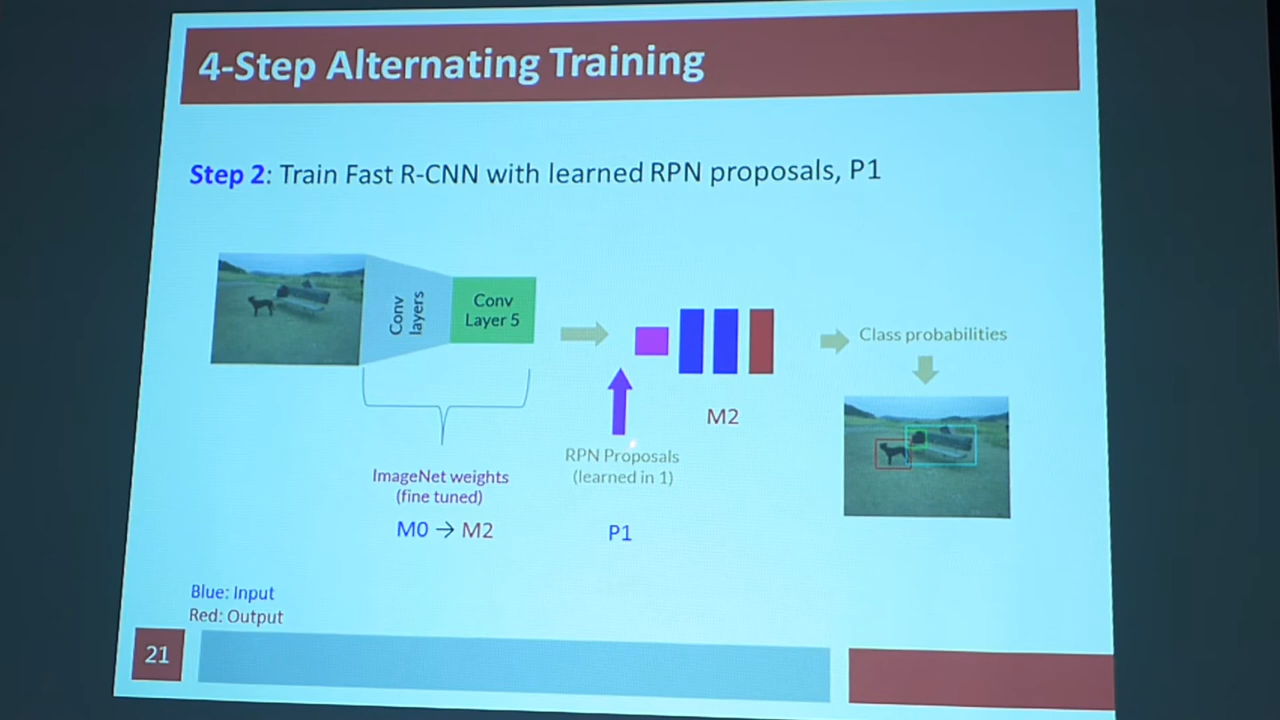 4-Step Alternating Training
Step 2: Train Fast R-CNN with learned RPN proposals, P1
Conv
layers
Conv
Layer 5
Class probabilities
M2
RPN Proposals
(learned in 1)
ImageNet weights
(fine tuned)
M0 → M2
P1
Blue: Input
Red: Output
21